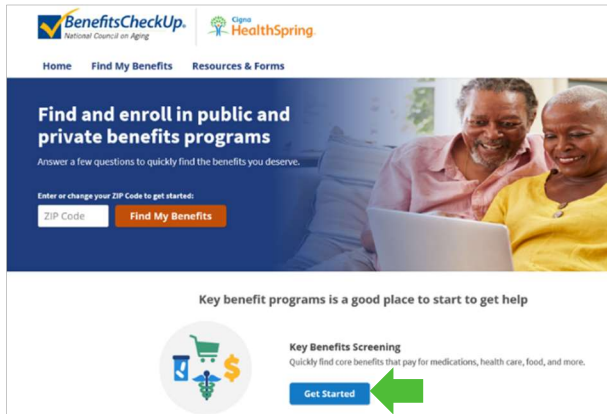 BenefitsCheckUp.
National Council on Aging
Cigna
HealthSpring.
Home Find My Benefits Resources & Forms
Find and enroll in public and
private benefits programs
Answer a few questions to quickly find the benefits you deserve.
Enter or change your ZIP Code to get started:
ZIP Code Find My Benefits
Key benefit programs is a good place to start to get help
Key Benefits Screening
Quickly find core benefits that pay for medications, health care, food, and more.
$
Get Started